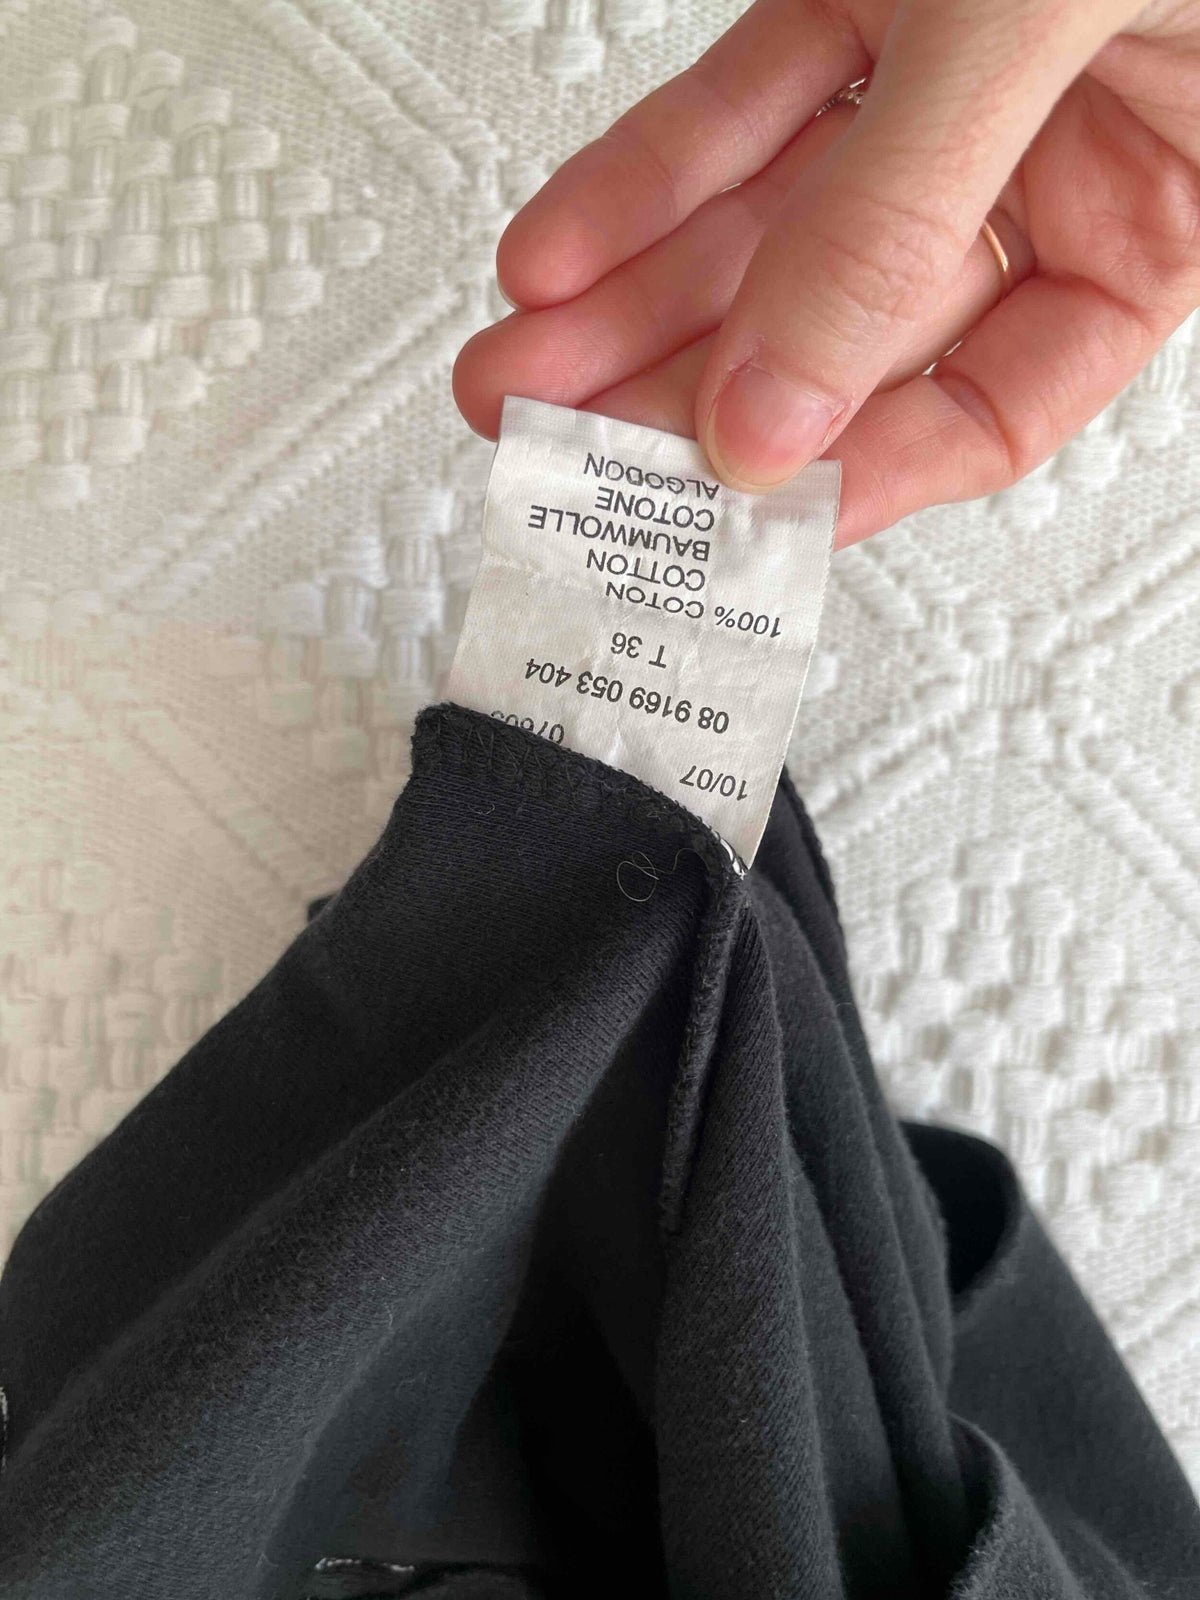 10/07
08 9169 053 404
T 36
100% COTON
COTTON
BAUMWOLLE
COTONE
ALGODON